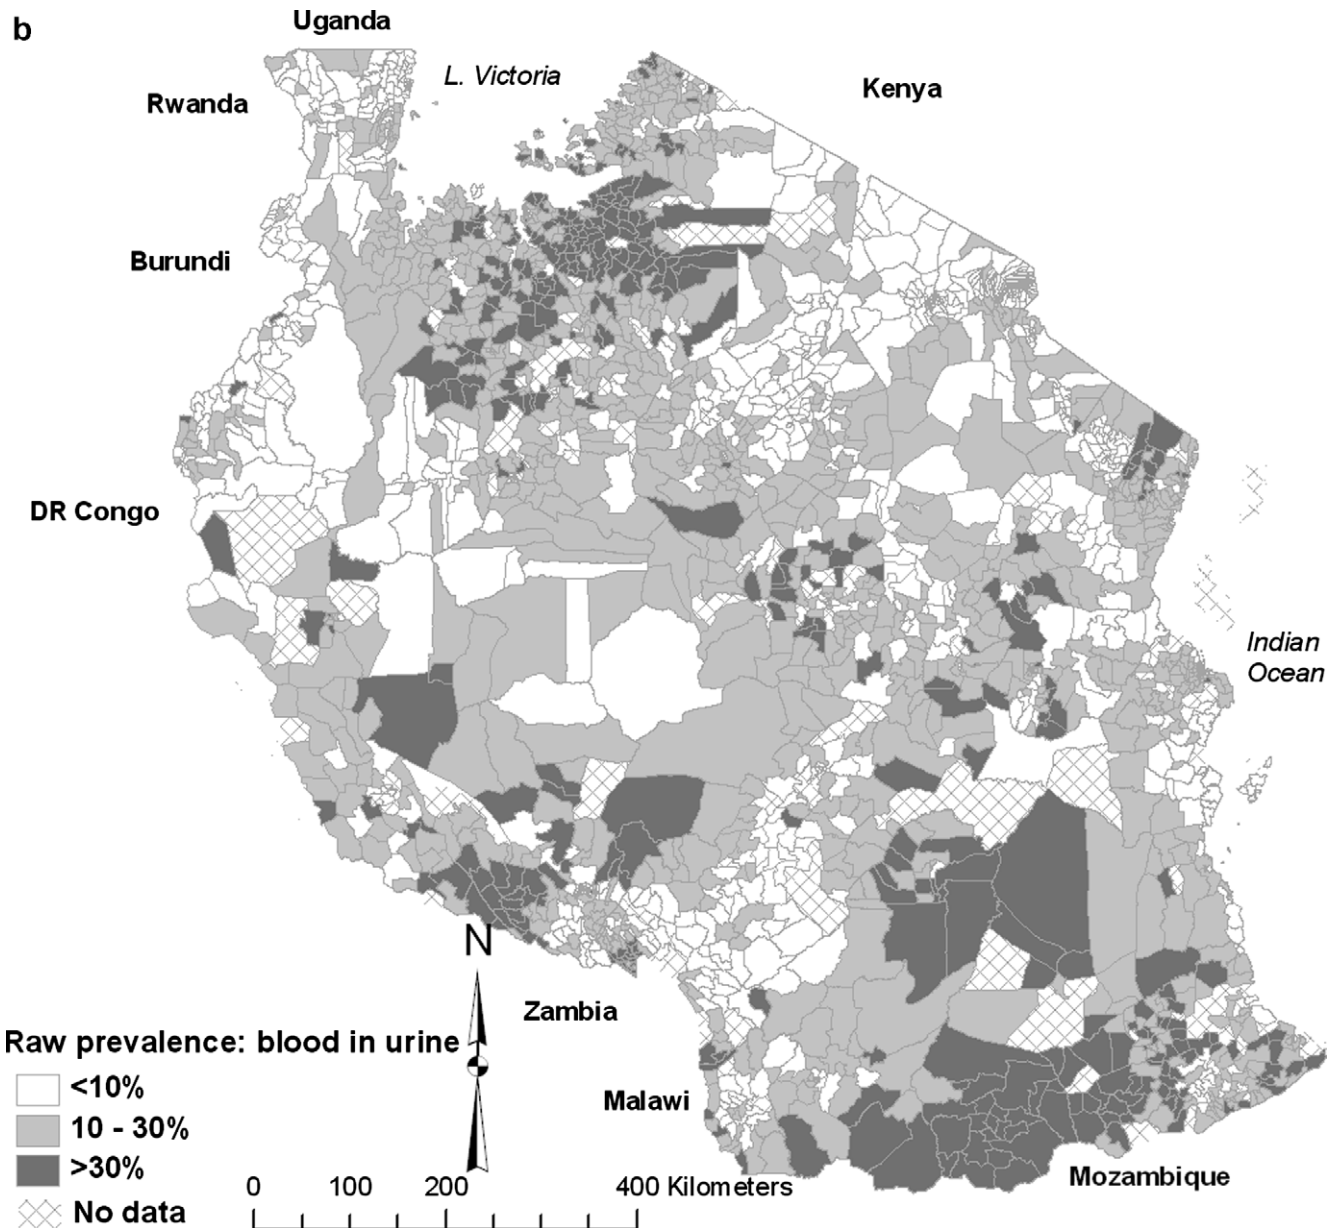 b
Uganda
L. Victoria
Kenya
Rwanda
Burundi
DR Congo
Indian
Ocean
N
Zambia
Raw prevalence: blood in urine
<10%
10 - 30%
>30%
No data
Malawi
Mozambique
0 100 200 400 Kilometers